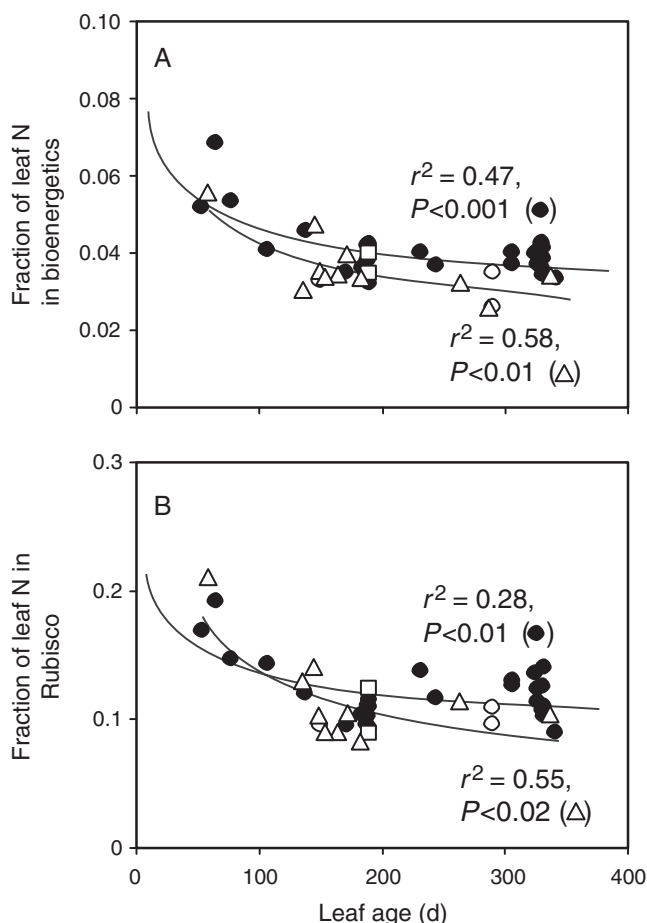 0.10
A
0.08
0.06
0.04
0.02
0
Fraction of leaf N
in bioenergetics
r² = 0.47,
P<0.001 (●)
r² = 0.58,
P<0.01 (△)
0.3
B
0.2
0.1
0
Fraction of leaf N in
Rubisco
r² = 0.28,
P<0.01 (●)
r² = 0.55,
P<0.02 (△)
0 100 200 300 400
Leaf age (d)